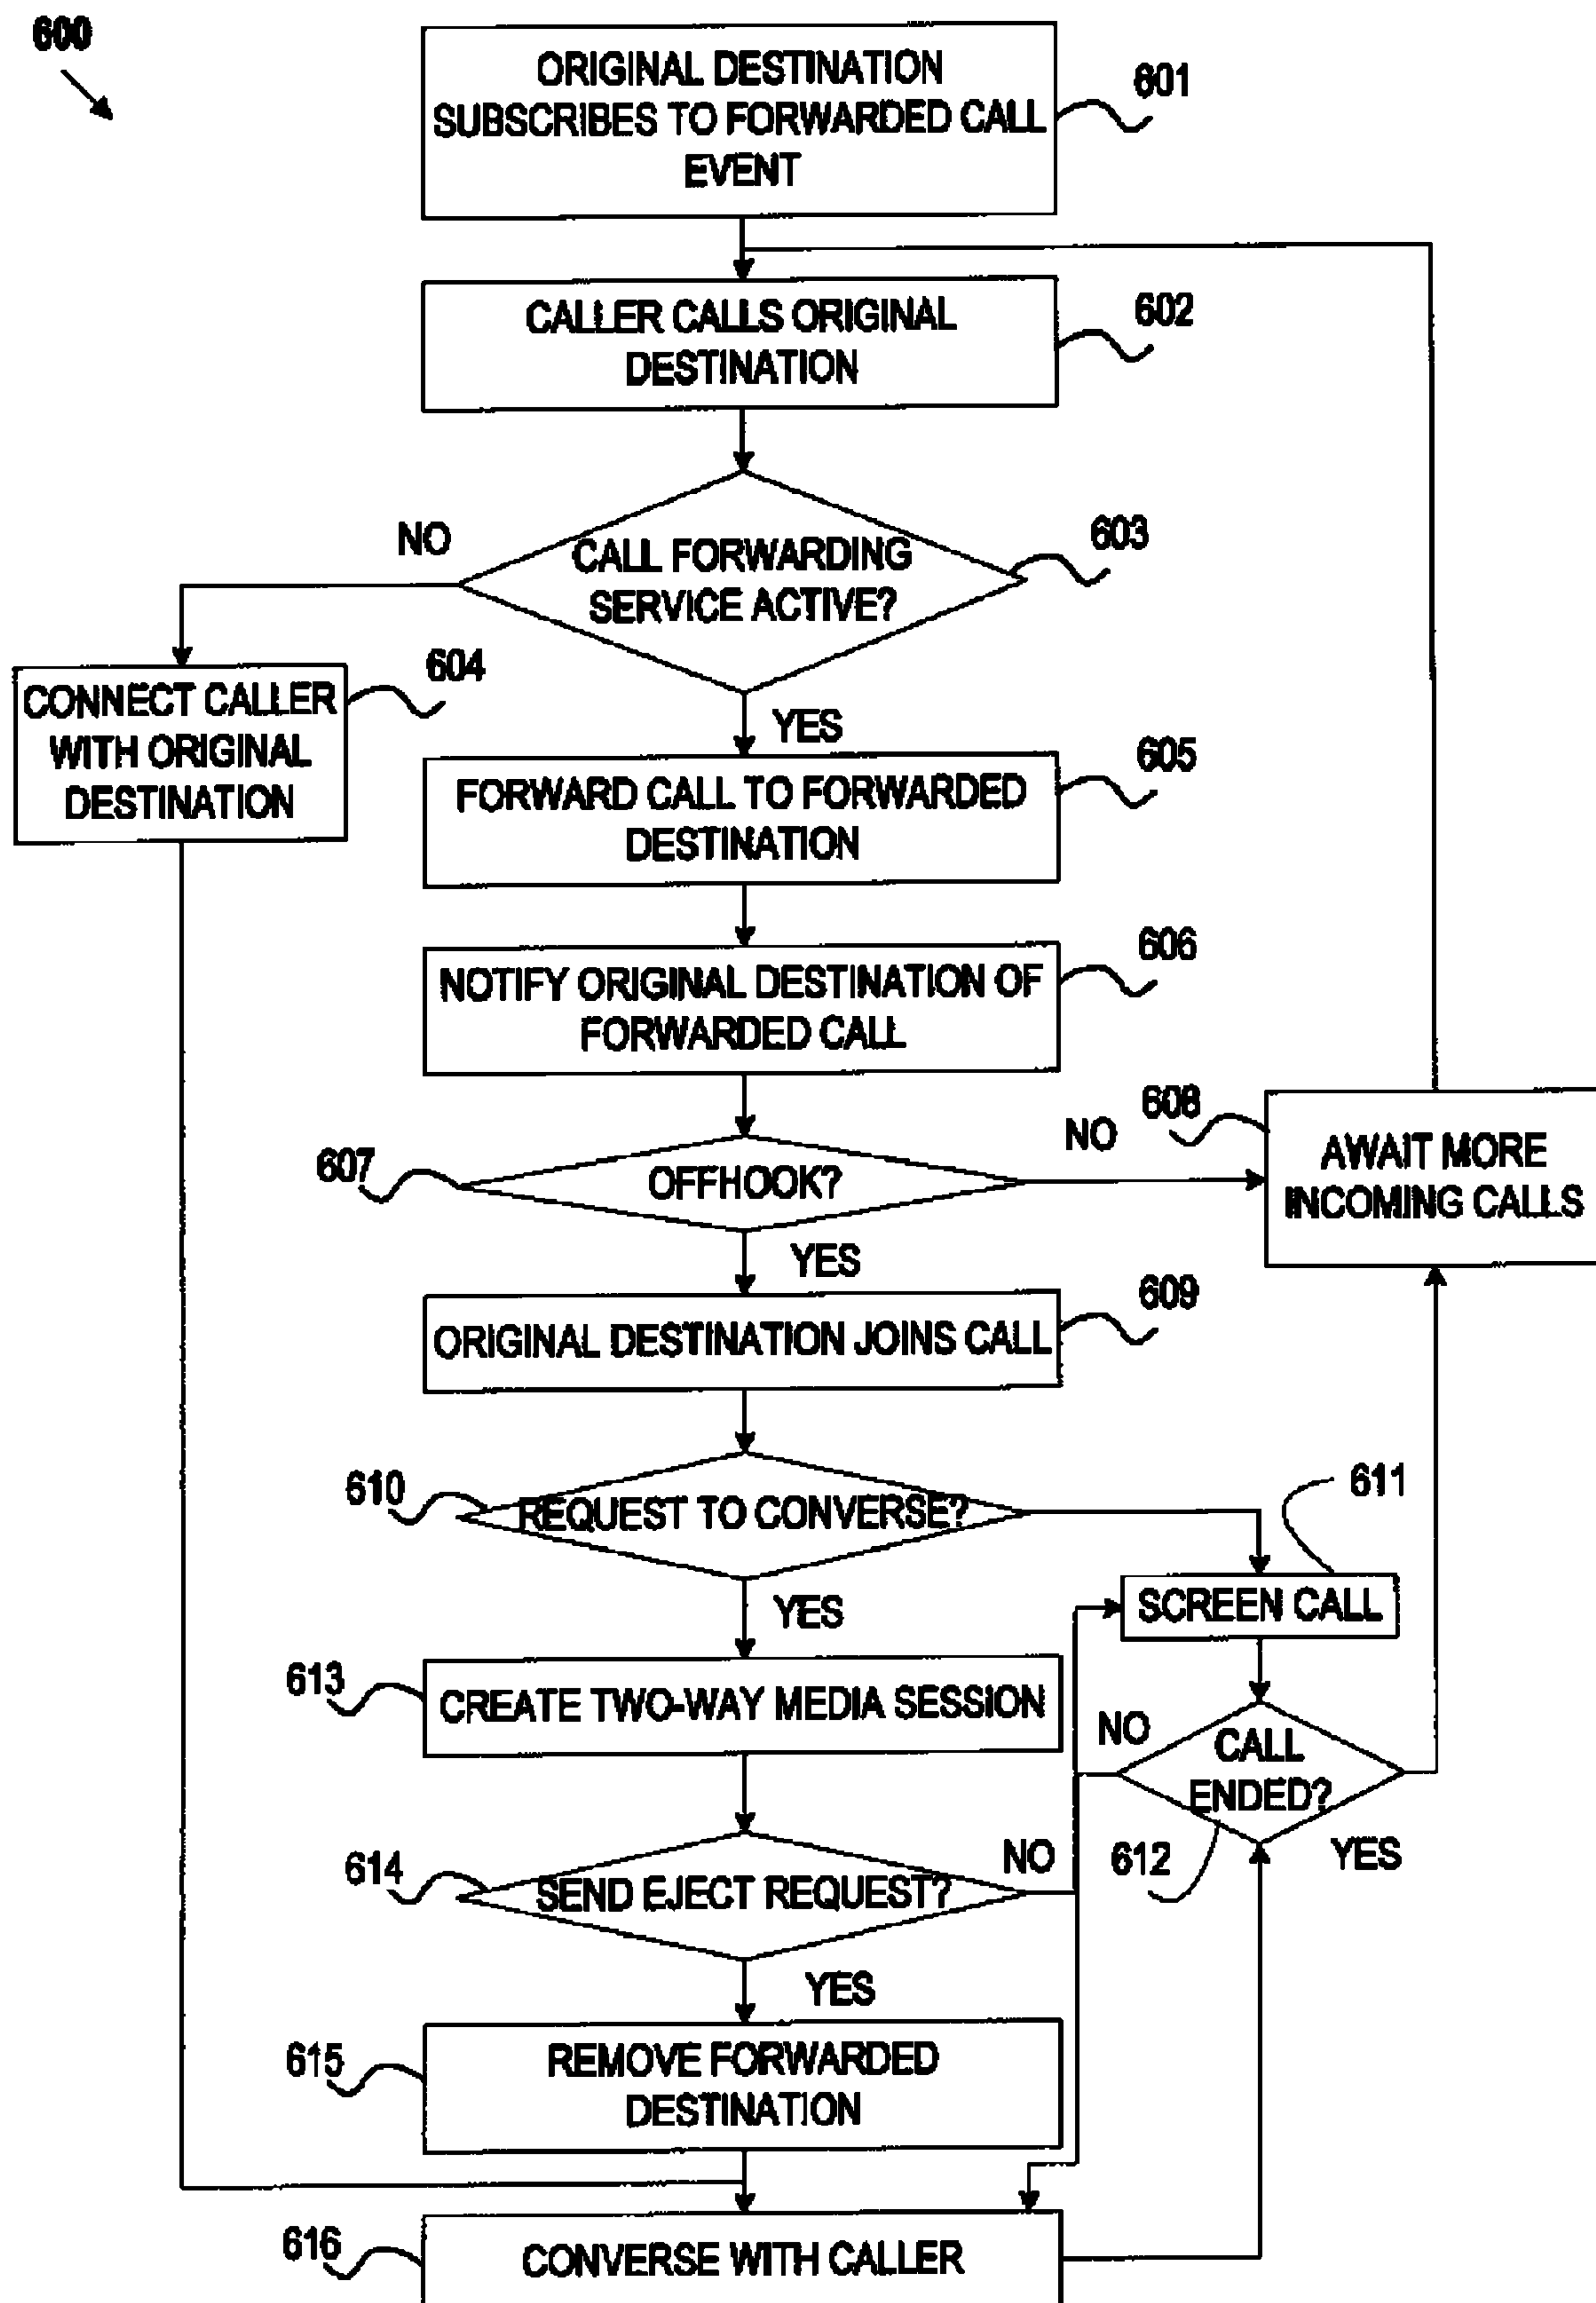 600
ORIGINAL DESTINATION
SUBSCRIBES TO FORWARDED CALL
EVENT
601
CALLER CALLS ORIGINAL
DESTINATION
602
NO
CALL FORWARDING
SERVICE ACTIVE?
603
CONNECT CALLER
WITH ORIGINAL
DESTINATION
604
YES
FORWARD CALL TO FORWARDED
DESTINATION
605
NOTIFY ORIGINAL DESTINATION OF
FORWARDED CALL
606
607
OFFHOOK?
NO
608
AWAIT MORE
INCOMING CALLS
YES
ORIGINAL DESTINATION JOINS CALL
609
610
REQUEST TO CONVERSE?
611
SCREEN CALL
YES
613
CREATE TWO-WAY MEDIA SESSION
NO
CALL
ENDED?
612
YES
614
SEND EJECT REQUEST?
NO
YES
615
REMOVE FORWARDED
DESTINATION
616
CONVERSE WITH CALLER